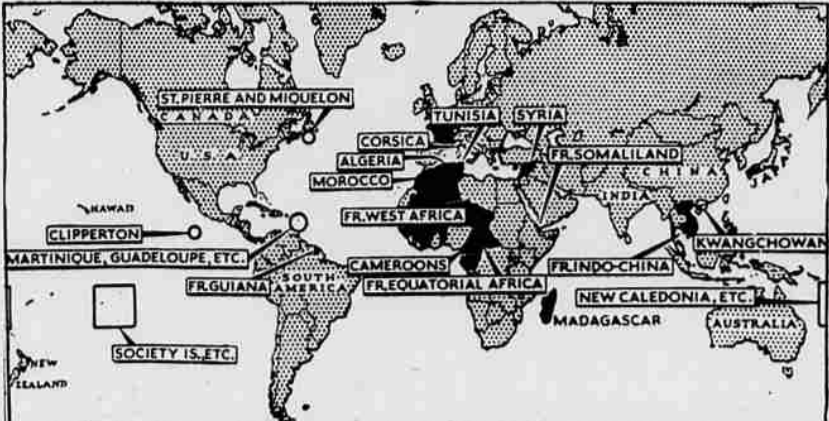 ST. PIERRE AND MIQUELON
CANADA
U.S.A.
TUNISIA
SYRIA
CORSICA
ALGERIA
FR. SOMALILAND
MOROCCO
CHINA
JAPAN
INDIA
HAWAII
FR. WEST AFRICA
CLIPPERTON
KWANGCHOWAN
MARTINIQUE, GUADELOUPE, ETC.
CAMEROONS
FR. INDO-CHINA
FR. GUIANA
SOUTH
AMERICA
FR. EQUATORIAL AFRICA
NEW CALEDONIA, ETC.
MADAGASCAR
AUSTRALIA
SOCIETY IS., ETC.
NEW
ZEALAND